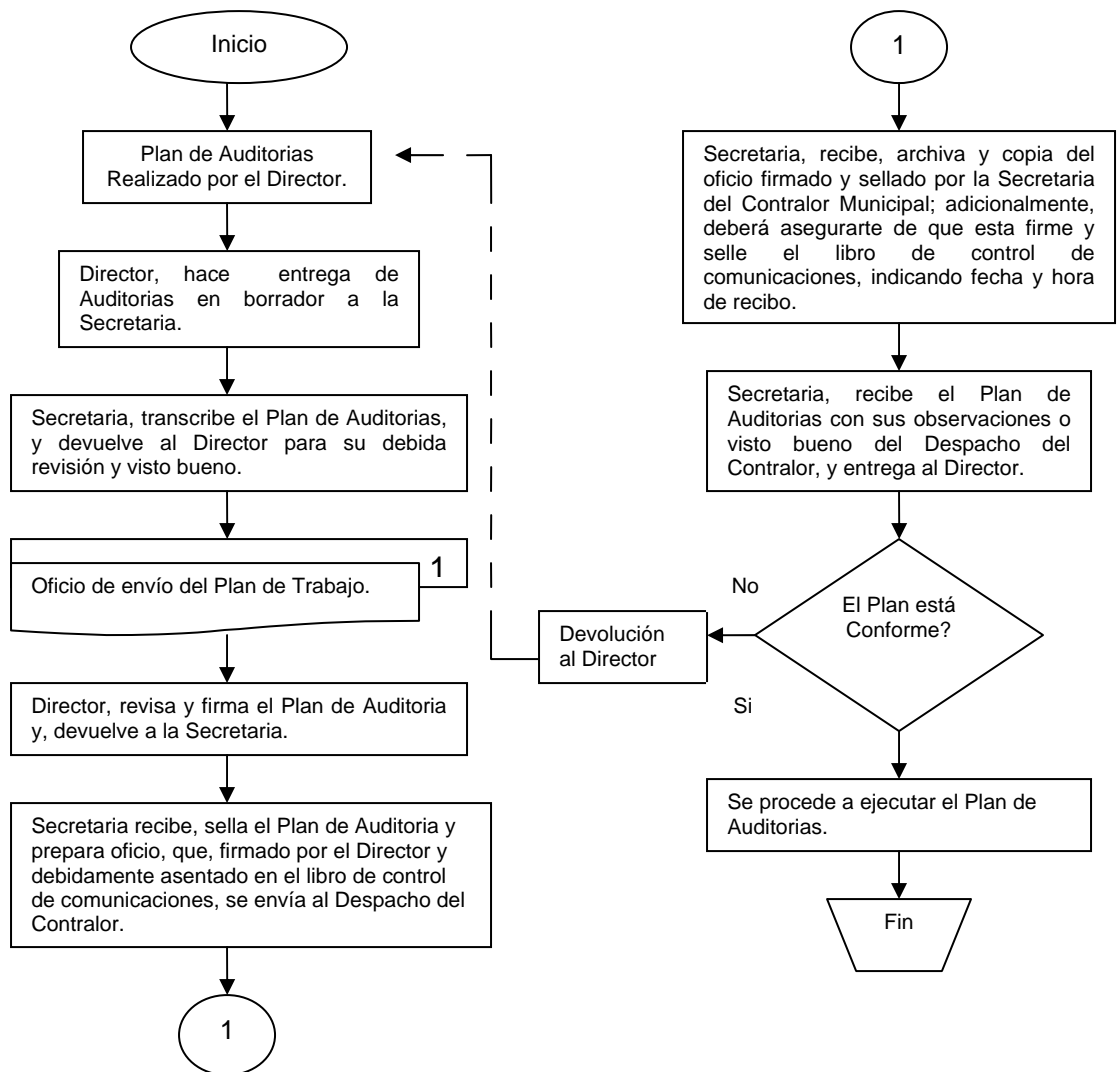 Inicio
Plan de Auditorias
Realizado por el Director.
Director, hace entrega de
Auditorias en borrador a la
Secretaria.
Secretaria, transcribe el Plan de Auditorias,
y devuelve al Director para su debida
revisión y visto bueno.
1
Oficio de envío del Plan de Trabajo.
Director, revisa y firma el Plan de Auditoria
y, devuelve a la Secretaria.
Secretaria recibe, sella el Plan de Auditoria y
prepara oficio, que, firmado por el Director y
debidamente asentado en el libro de control
de comunicaciones, se envía al Despacho del
Contralor.
1
1
Secretaria, recibe, archiva y copia del
oficio firmado y sellado por la Secretaria
del Contralor Municipal; adicionalmente,
deberá asegurarte de que esta firme y
selle el libro de control de
comunicaciones, indicando fecha y hora
de recibo.
Secretaria, recibe el Plan de
Auditorias con sus observaciones o
visto bueno del Despacho del
Contralor, y entrega al Director.
El Plan está
Conforme?
No
Devolución
al Director
Si
Se procede a ejecutar el Plan de
Auditorias.
Fin